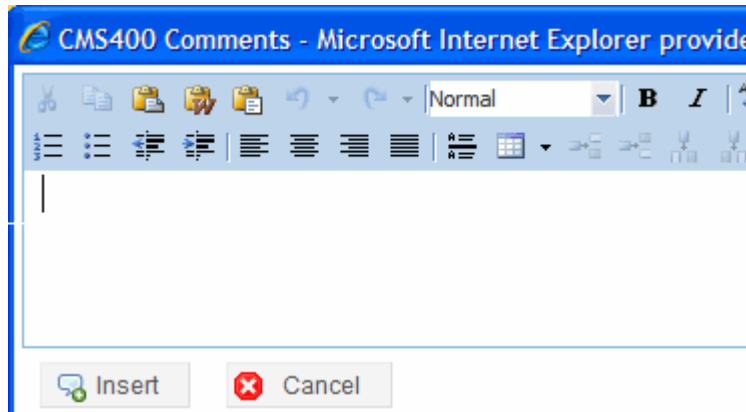 CMS400 Comments - Microsoft Internet Explorer provide
Normal B I
Insert Cancel